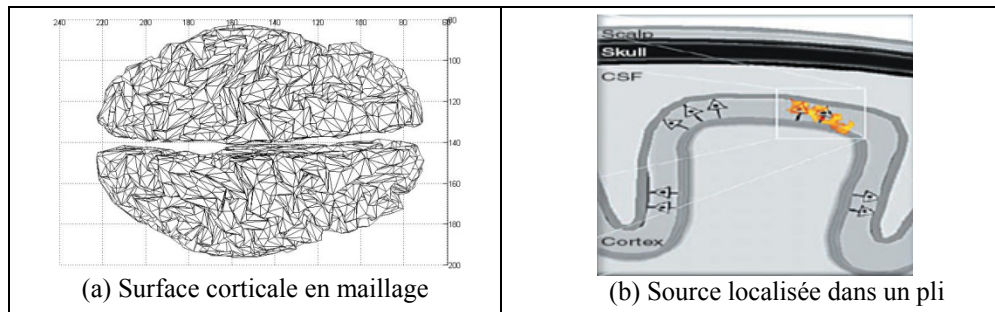 240 220 200 180 160 140 120 100 80 60
80
100
120
140
160
180
200
(a) Surface corticale en maillage
Scalp
Skull
CSF
Cortex
(b) Source localisée dans un pli